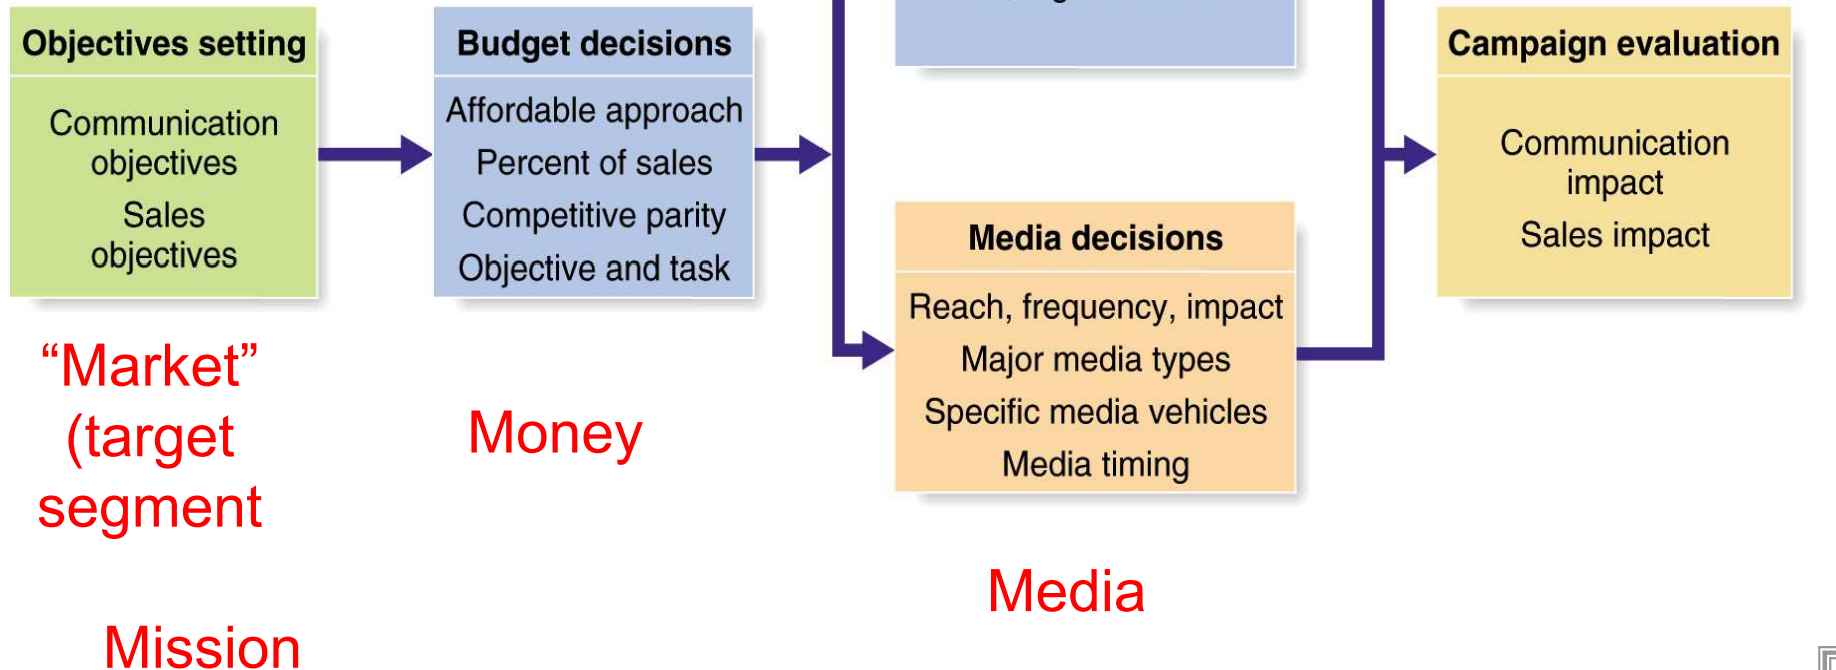 Objectives setting
Communication
objectives
Sales
objectives
Budget decisions
Affordable approach
Percent of sales
Competitive parity
Objective and task
Media decisions
Reach, frequency, impact
Major media types
Specific media vehicles
Media timing
Campaign evaluation
Communication
impact
Sales impact
“Market”
(target
segment
Money
Media
Mission